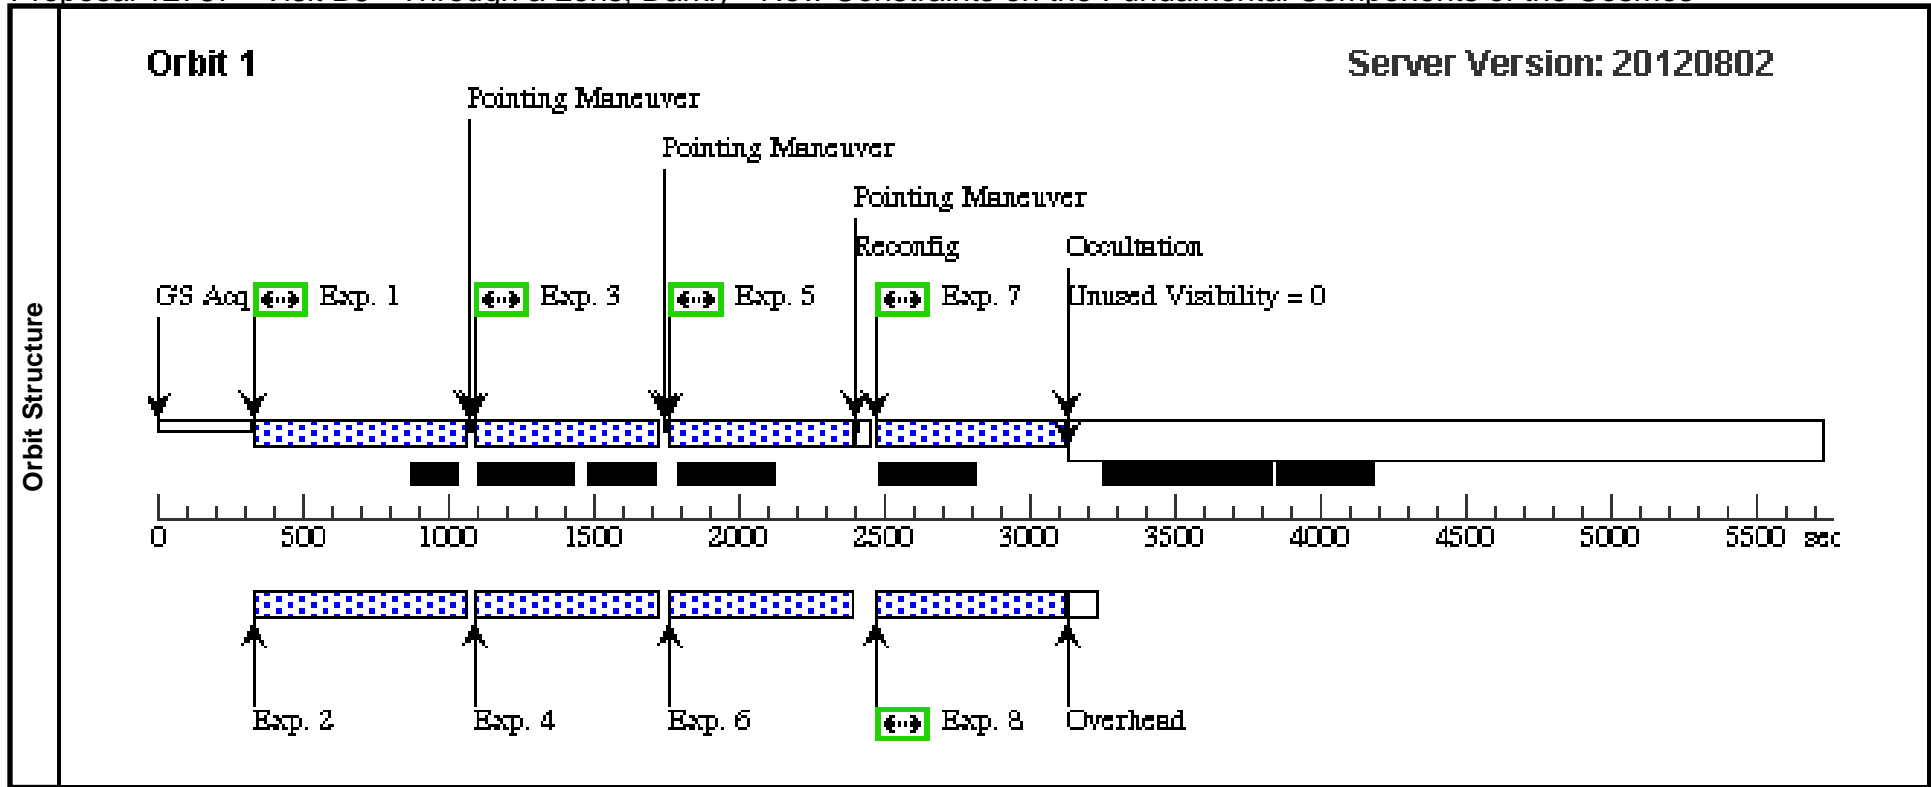 Orbit Structure
Orbit 1
Server Version: 20120802
Pointing Maneuver
Pointing Maneuver
Pointing Maneuver
Reconfig
Occultation
GS Acq
Exp. 1
Exp. 3
Exp. 5
Exp. 7
Unused Visibility = 0
0 500 1000 1500 2000 2500 3000 3500 4000 4500 5000 5500 sec
Exp. 2
Exp. 4
Exp. 6
Exp. 8
Overhead